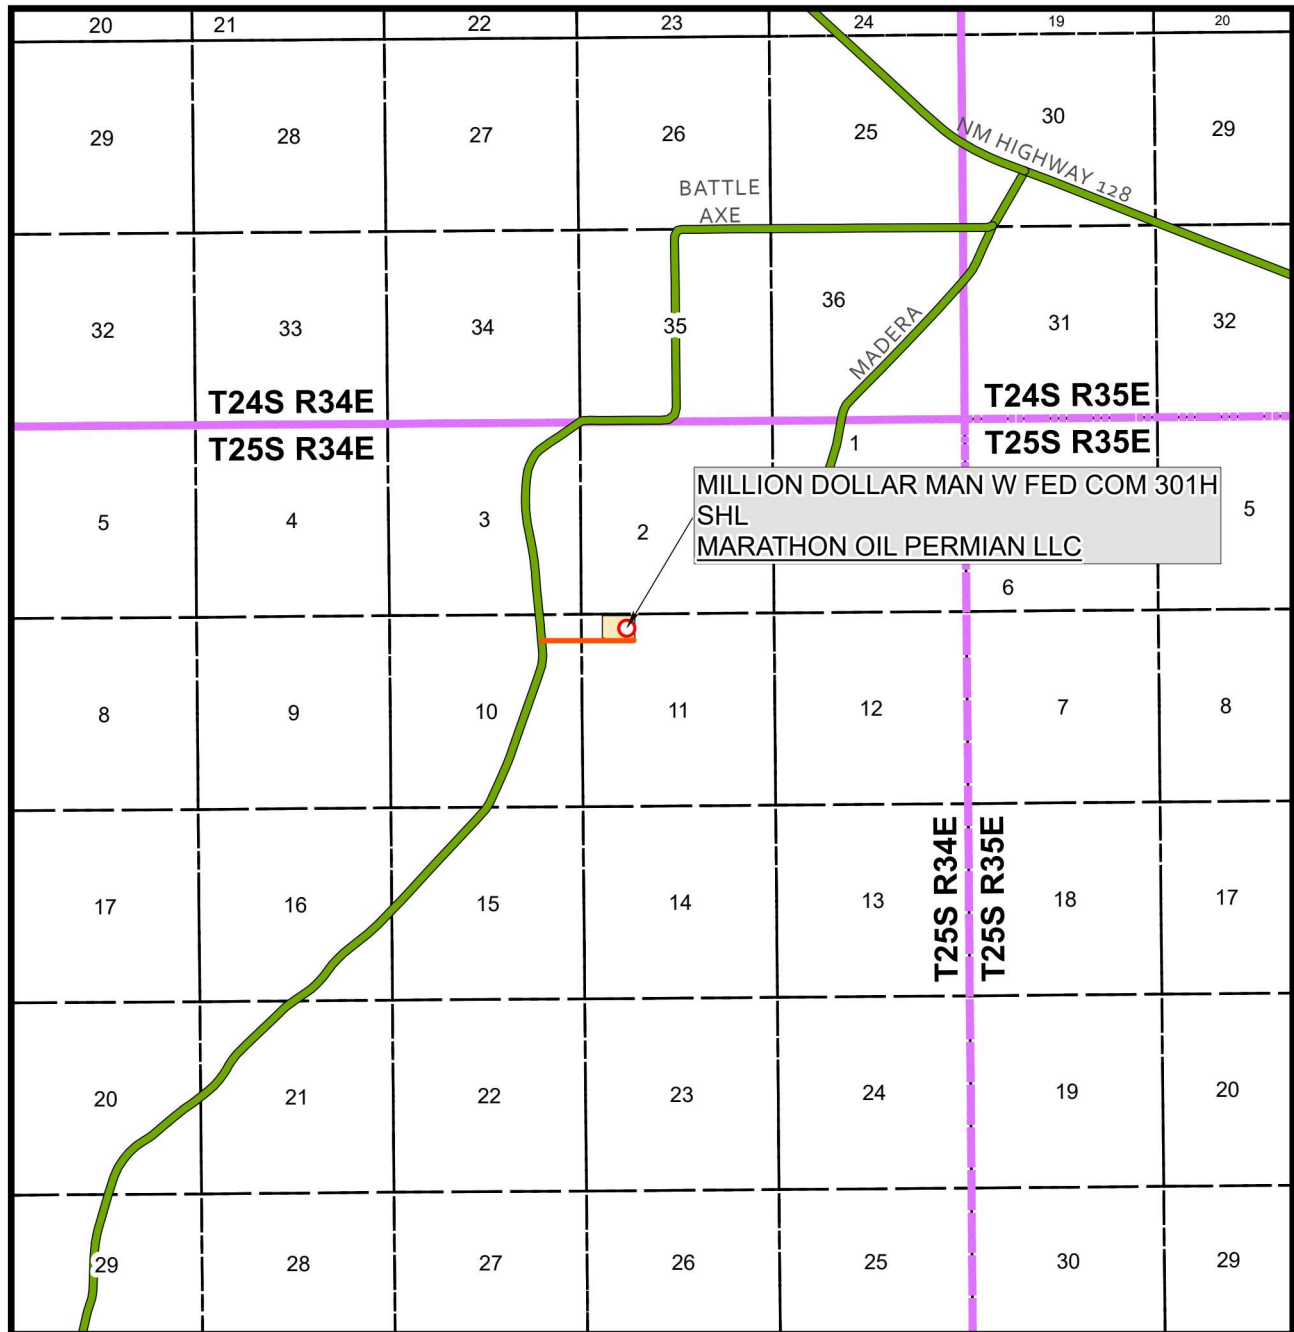 20 21 22 23 24 19 20
29 28 27 26 25 30 29
NM HIGHWAY 128
BATTLE
AXE
32 33 34 35 36 31 32
MADERA
T24S R34E T24S R35E
T25S R34E T25S R35E
1
MILLION DOLLAR MAN W FED COM 301H
SHL
MARATHON OIL PERMIAN LLC
5 4 3 2 6 5
8 9 10 11 12 7 8
T25S R34E
T25S R35E
17 16 15 14 13 18 17
20 21 22 23 24 19 20
29 28 27 26 25 30 29